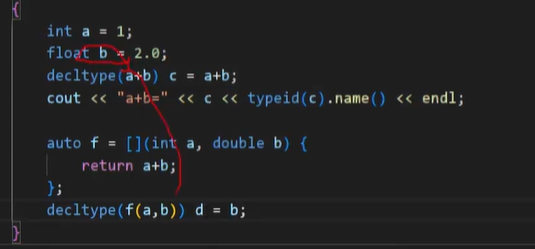 {
int a = 1;
float b = 2.0;
decltype(a+b) c = a+b;
cout << "a+b=" << c << typeid(c).name() << endl;
auto f = [](int a, double b) {
return a+b;
};
decltype(f(a,b)) d = b;
}